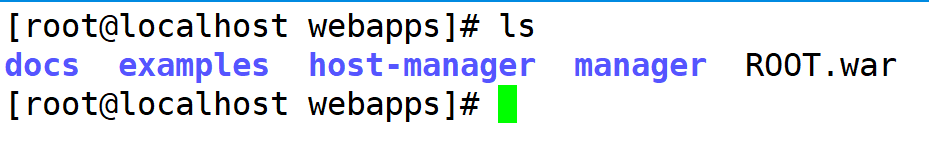 [root@localhost webapps]# ls
docs  examples  host-manager  manager  ROOT.war
[root@localhost webapps]#